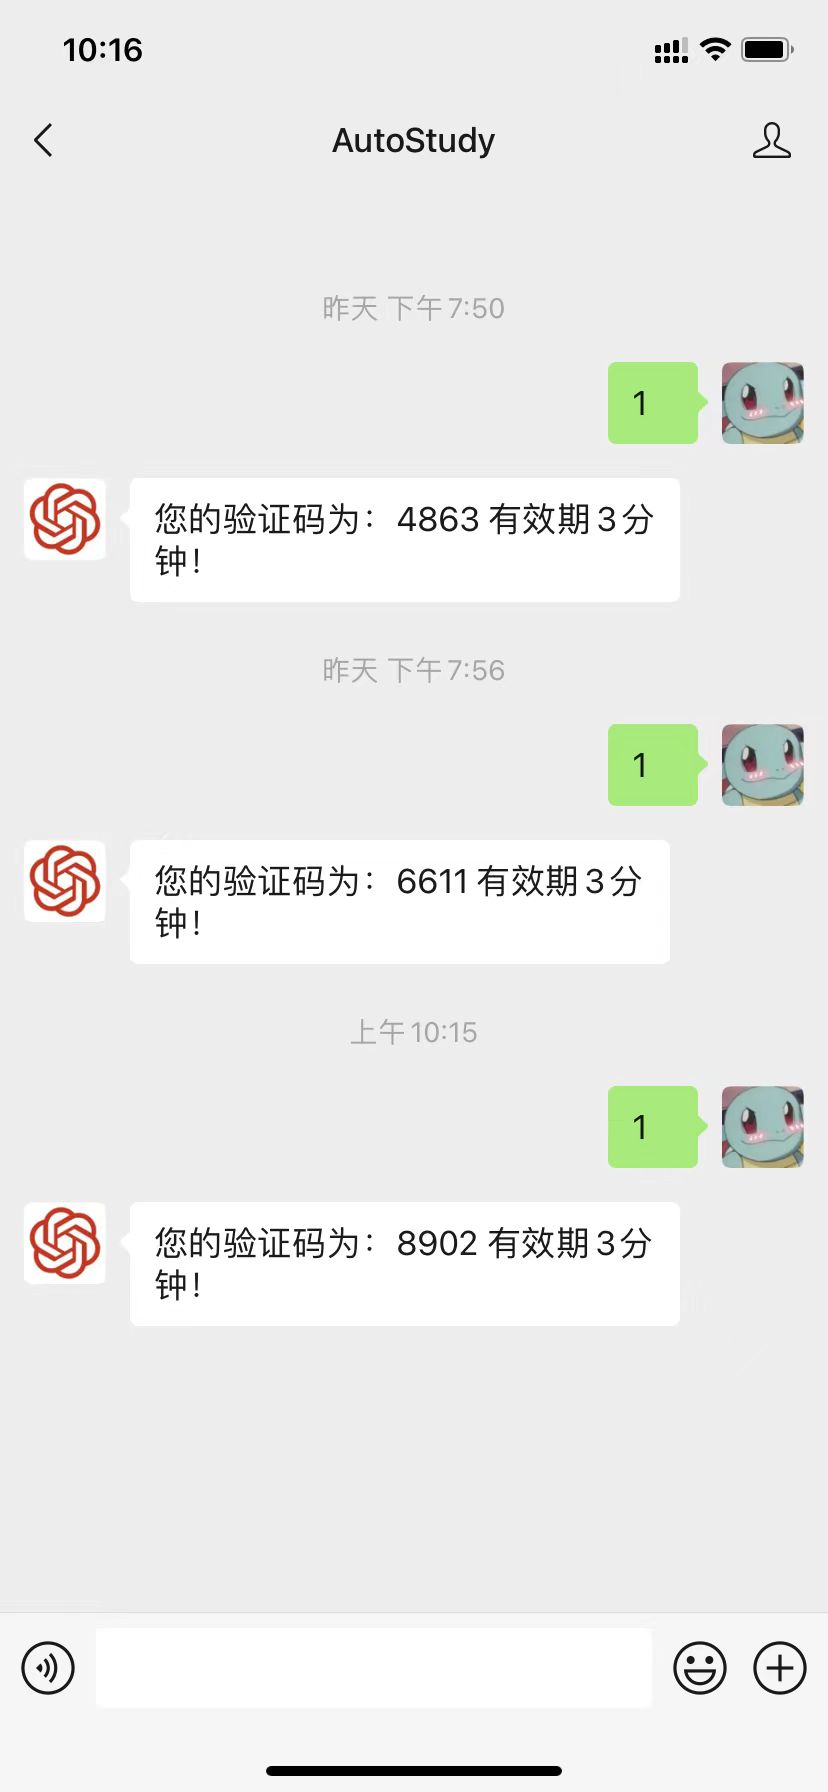 10:16
AutoStudy
昨天 下午 7:50
1
您的验证码为：4863 有效期 3 分
钟！
昨天 下午 7:56
1
您的验证码为：6611 有效期 3 分
钟！
上午 10:15
1
您的验证码为：8902 有效期 3 分
钟！